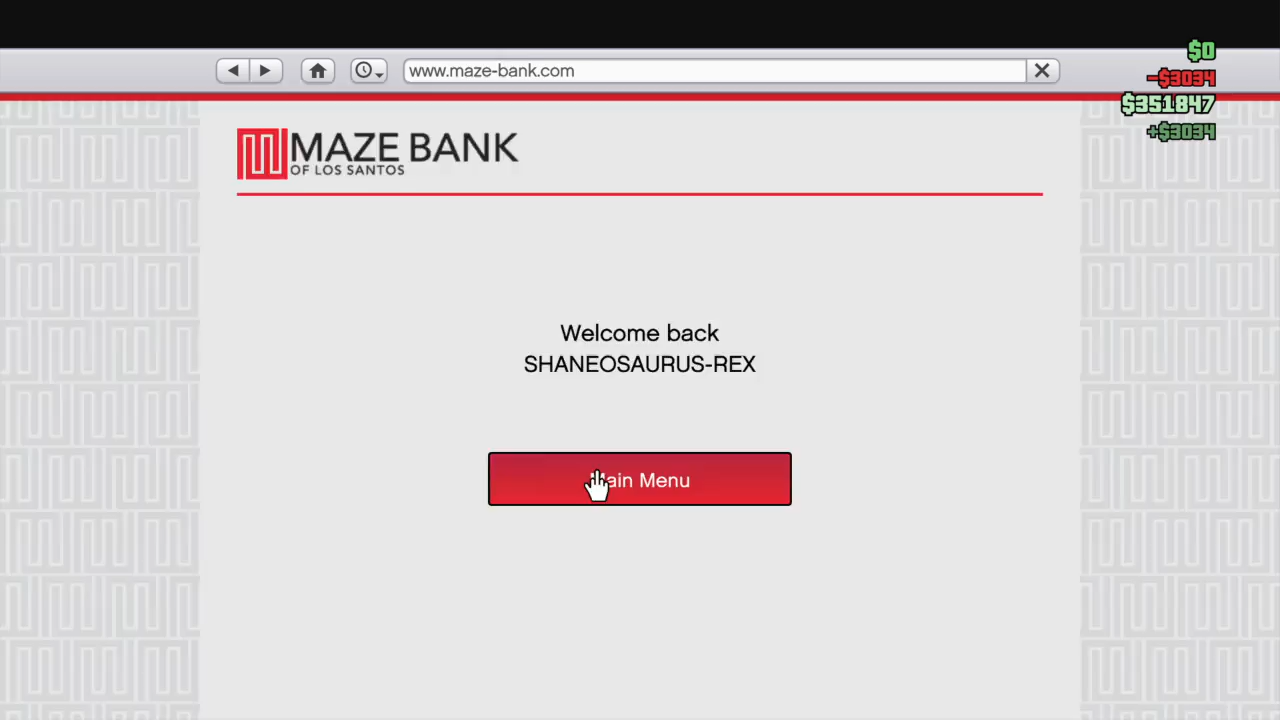 www.maze-bank.com
$0
-$3034
$351847
+$3034
MAZE BANK
OF LOS SANTOS
Welcome back
SHANEOSAURUS-REX
Main Menu